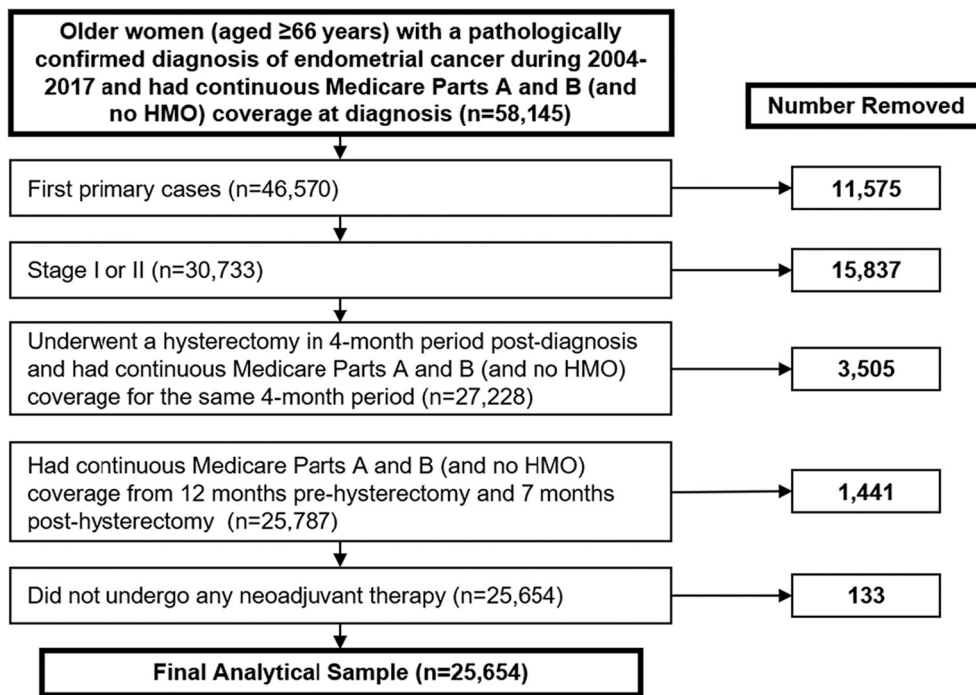 Older women (aged ≥66 years) with a pathologically
confirmed diagnosis of endometrial cancer during 2004-
2017 and had continuous Medicare Parts A and B (and
no HMO) coverage at diagnosis (n=58,145)
Number Removed
First primary cases (n=46,570)
11,575
Stage I or II (n=30,733)
15,837
Underwent a hysterectomy in 4-month period post-diagnosis
and had continuous Medicare Parts A and B (and no HMO)
coverage for the same 4-month period (n=27,228)
3,505
Had continuous Medicare Parts A and B (and no HMO)
coverage from 12 months pre-hysterectomy and 7 months
post-hysterectomy (n=25,787)
1,441
Did not undergo any neoadjuvant therapy (n=25,654)
133
Final Analytical Sample (n=25,654)